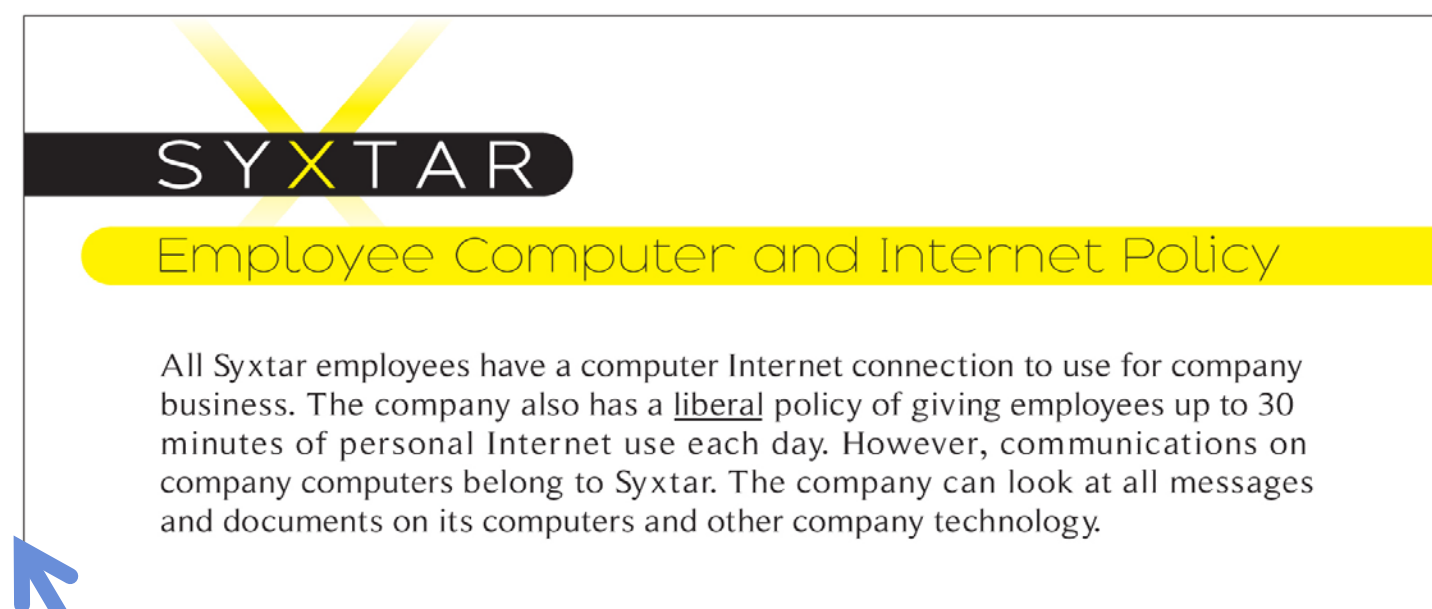 SYXTAR
Employee Computer and Internet Policy
All Syxtar employees have a computer Internet connection to use for company
business. The company also has a liberal policy of giving employees up to 30
minutes of personal Internet use each day. However, communications on
company computers belong to Syxtar. The company can look at all messages
and documents on its computers and other company technology.